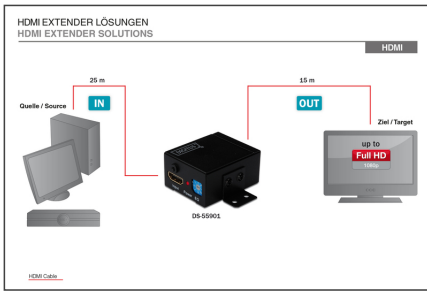 HDMI EXTENDER LÖSUNGEN
HDMI EXTENDER SOLUTIONS
HDMI
25 m
15 m
IN
OUT
Quelle / Source
Ziel / Target
up to
Full HD
1080p
DIGITUS
DS-55901
HDMI Cable